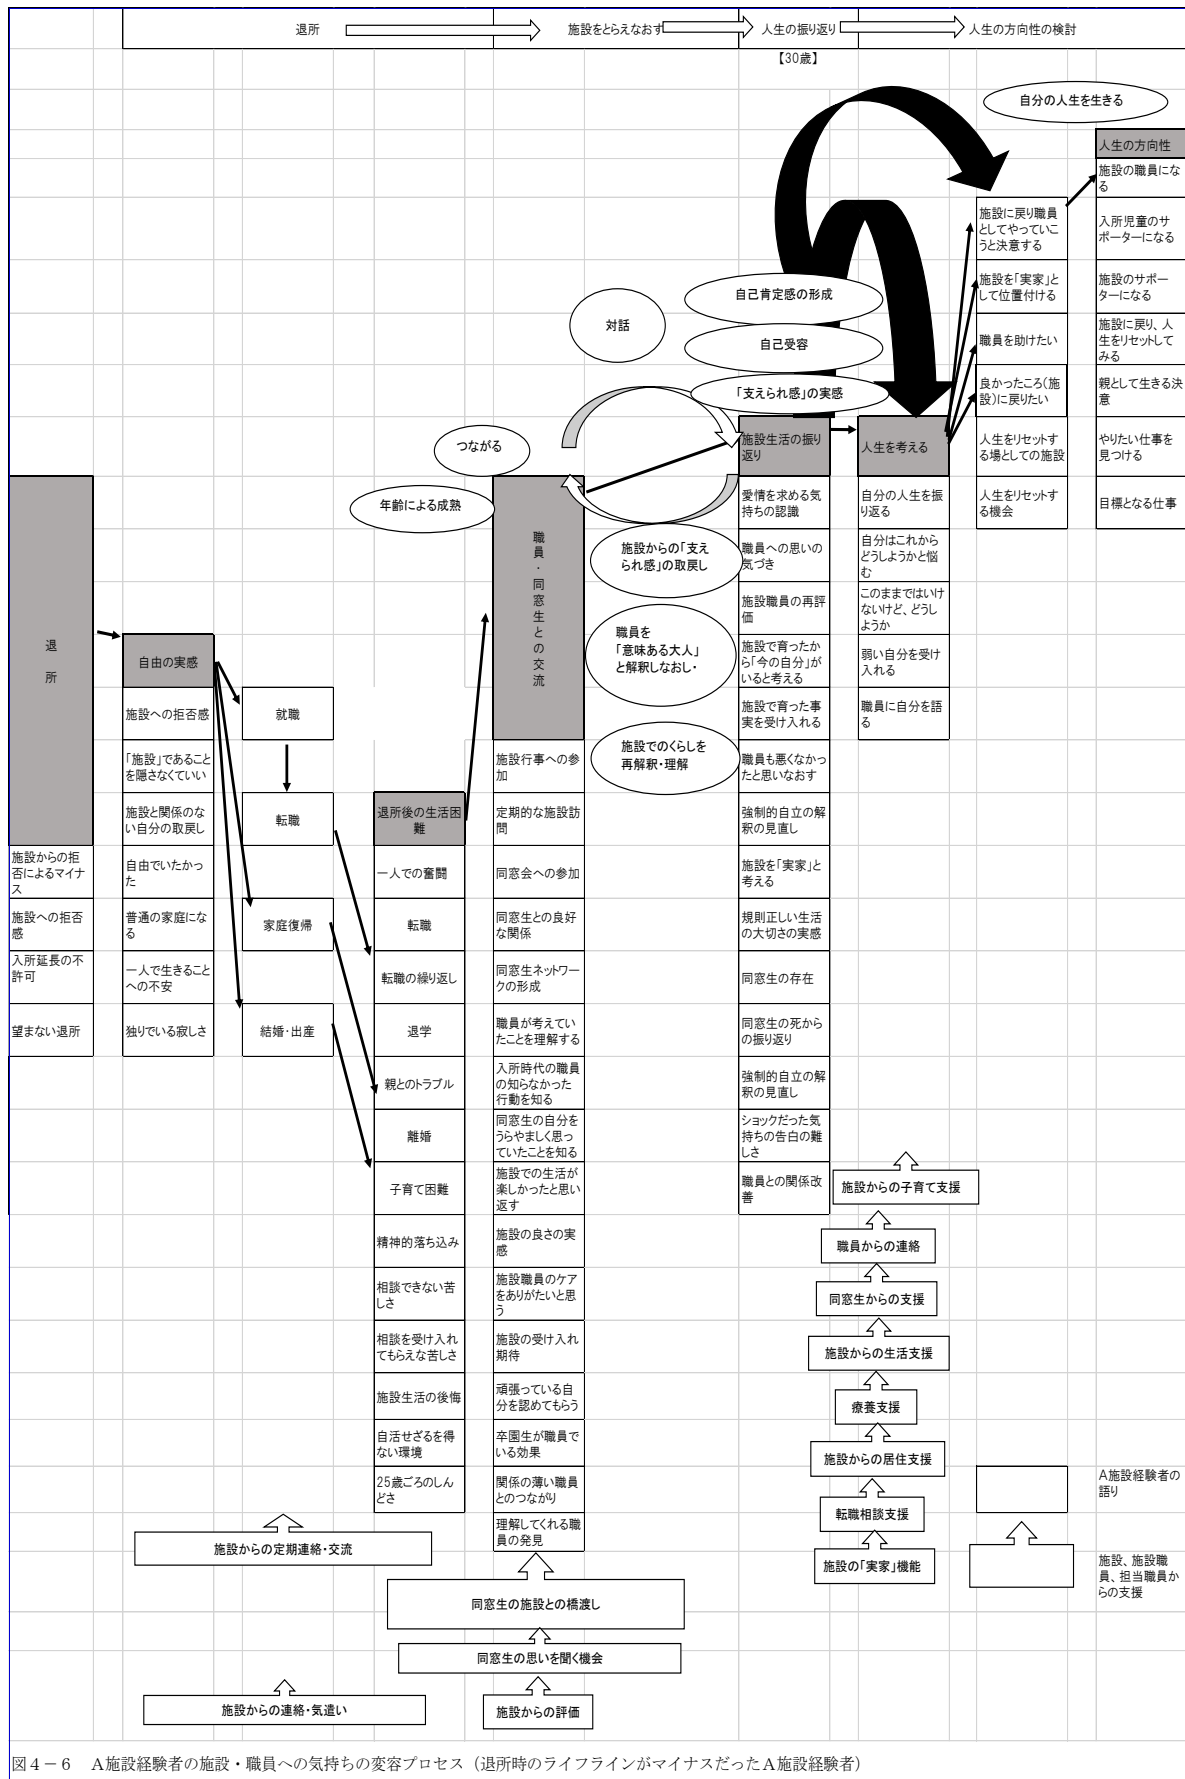 退所
施設をとらえなおす
人生の振り返り
人生の方向性の検討
【30歳】
自分の人生を生きる
人生の方向性
施設の職員にな
る
入所児童のサ
ポーターになる
施設のサポー
ターになる
施設に戻り、人
生をリセットして
みる
親として生きる決
意
やりたい仕事を
見つける
目標となる仕事
施設に戻り職員
としてやっていこ
うと決意する
施設を「実家」と
して位置付ける
職員を助けたい
良かったころ(施
設)に戻りたい
人生をリセットす
る場としての施設
人生をリセットす
る機会
対話
自己肯定感の形成
自己受容
「支えられ感」の実感
つながる
年齢による成熟
施設からの「支え
られ感」の取戻し
職員を
「意味ある大人」
と解釈しなおし・
施設でのくらしを
再解釈・理解
退
所
施設からの拒
否によるマイナ
ス
施設への拒否
感
入所延長の不
許可
望まない退所
自由の実感
施設への拒否感
「施設」であること
を隠さなくていい
施設と関係のな
い自分の取戻し
自由でいたかっ
た
普通の家庭にな
る
一人で生きること
への不安
独りでいる寂しさ
就職
転職
家庭復帰
結婚・出産
退所後の生活困
難
一人での奮闘
転職
転職の繰り返し
退学
親とのトラブル
離婚
子育て困難
精神的落ち込み
相談できない苦
しさ
相談を受け入れ
てもらえな苦しさ
施設生活の後悔
自活せざるを得
ない環境
25歳ごろのしん
どさ
職
員
・
同
窓
生
と
の
交
流
施設行事への参
加
定期的な施設訪
問
同窓会への参加
同窓生との良好
な関係
同窓生ネットワー
クの形成
職員が考えてい
たことを理解する
入所時代の職員
の知らなかった
行動を知る
同窓生の自分を
うらやましく思っ
ていたことを知る
施設での生活が
楽しかったと思い
返す
施設の良さの実
感
施設職員のケア
をありがたいと思
う
施設の受け入れ
期待
頑張っている自
分を認めてもらう
卒園生が職員で
いる効果
関係の薄い職員
とのつながり
理解してくれる職
員の発見
施設生活の振り
返り
愛情を求める気
持ちの認識
職員への思いの
気づき
施設職員の再評
価
施設で育ったか
ら「今の自分」が
いると考える
施設で育った事
実を受け入れる
職員も悪くなかっ
たと思いなおす
強制的自立の解
釈の見直し
施設を「実家」と
考える
規則正しい生活
の大切さの実感
同窓生の存在
同窓生の死から
の振り返り
強制的自立の解
釈の見直し
ショックだった気
持ちの告白の難
しさ
職員との関係改
善
人生を考える
自分の人生を振
り返る
自分はこれから
どうしようかと悩
む
このままではいけ
ないけど、どうし
ようか
弱い自分を受け
入れる
職員に自分を語
る
施設からの子育て支援
職員からの連絡
同窓生からの支援
施設からの生活支援
療養支援
施設からの居住支援
転職相談支援
施設の「実家」機能
A施設経験者の
語り
施設、施設職
員、担当職員か
らの支援
施設からの定期連絡・交流
同窓生の施設との橋渡し
同窓生の思いを聞く機会
施設からの連絡・気遣い
施設からの評価
図4-6 A施設経験者の施設・職員への気持ちの変容プロセス(退所時のライフラインがマイナスだったA施設経験者)